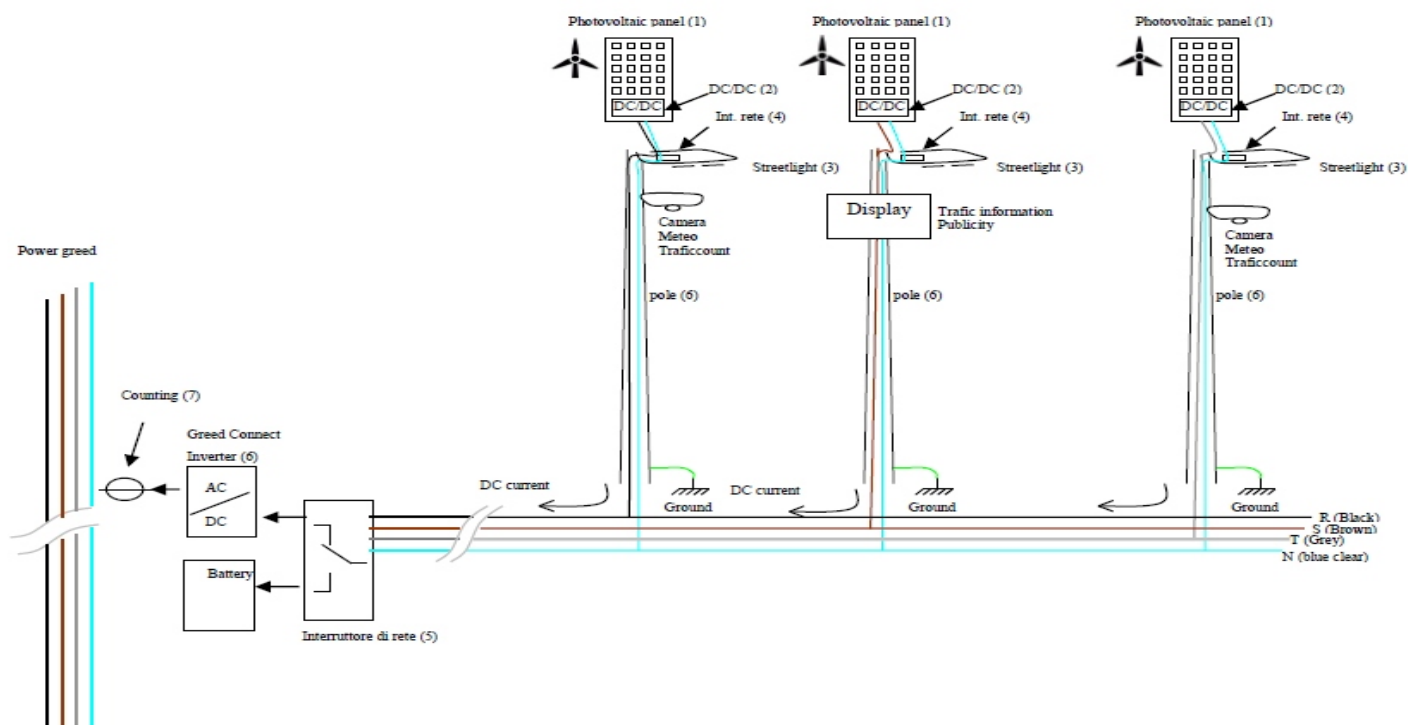 Photovoltaic panel (1)
Photovoltaic panel (1)
Photovoltaic panel (1)
DC/DC
DC/DC (2)
Int. rete (4)
Streetlight (3)
DC/DC
DC/DC (2)
Int. rete (4)
Streetlight (3)
DC/DC
DC/DC (2)
Int. rete (4)
Streetlight (3)
Camera
Meteo
Traficcount
Display
Trafic information
Publicity
Camera
Meteo
Traficcount
Power greed
pole (6)
pole (6)
pole (6)
Counting (7)
Greed Connect
Inverter (6)
AC
DC
DC current
Ground
DC current
Ground
Ground
R (Black)
S (Brown)
T (Grey)
N (blue clear)
Battery
Interruttore di rete (5)